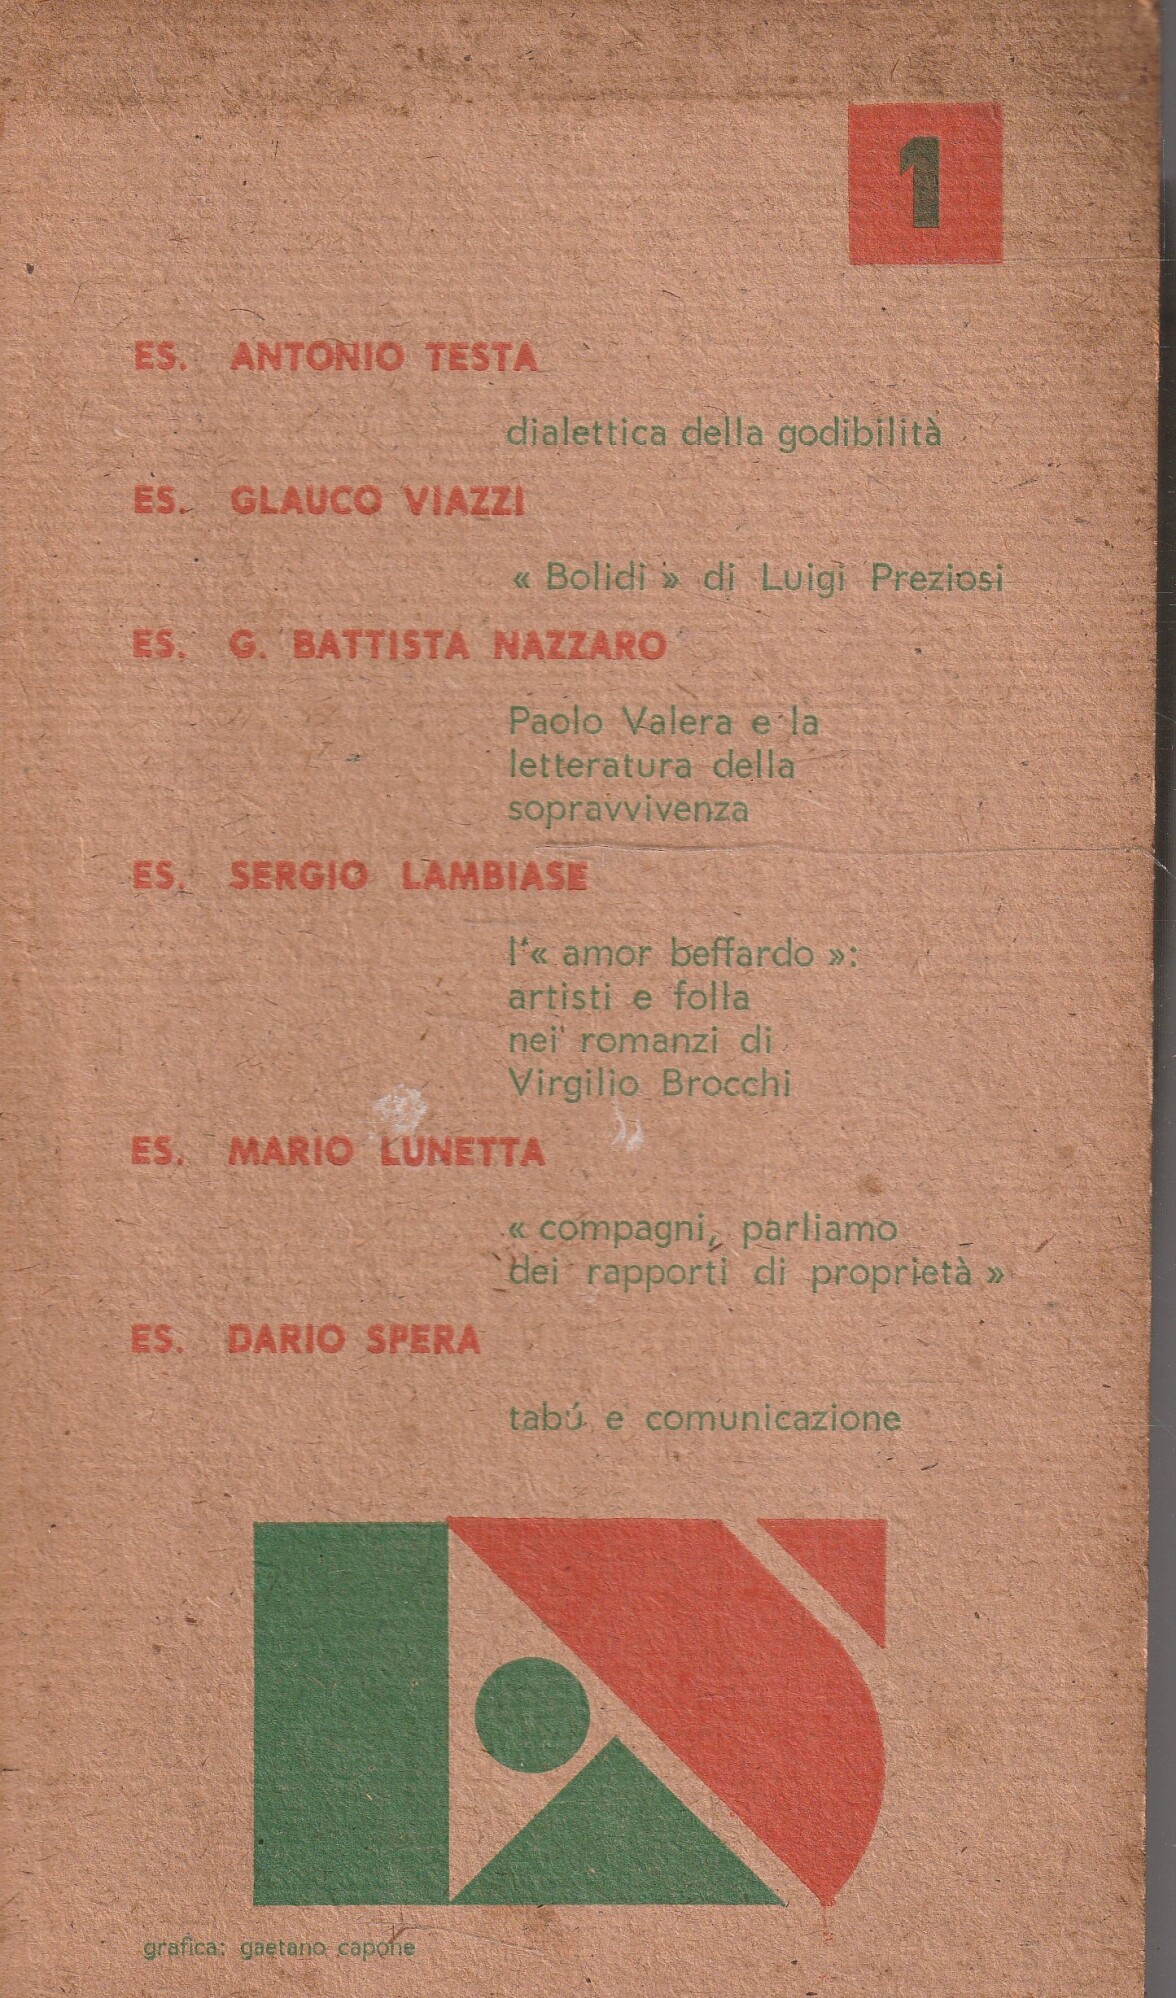 1
ES. ANTONIO TESTA
dialettica della godibilità
ES. GLAUCO VIAZZI
« Bolidi » di Luigi Preziosi
ES. G. BATTISTA NAZZARO
Paolo Valera e la
letteratura della
sopravvivenza
ES. SERGIO LAMBIASE
l'« amor beffardo »:
artisti e folla
nei romanzi di
Virgilio Brocchi
ES. MARIO LUNETTA
« compagni, parliamo
dei rapporti di proprietà »
ES. DARIO SPERA
tabú e comunicazione
grafica: gaetano capone